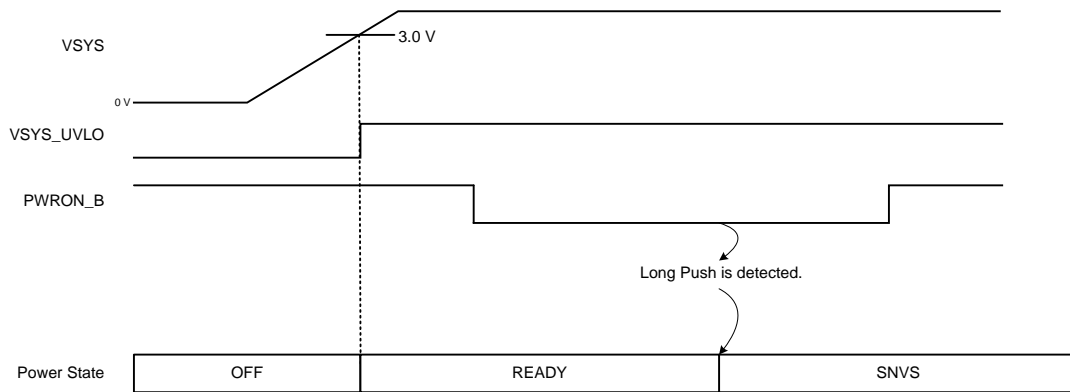 VSYS
3.0 V
0 V
VSYS_UVLO
PWRON_B
Long Push is detected.
Power State
OFF
READY
SNVS